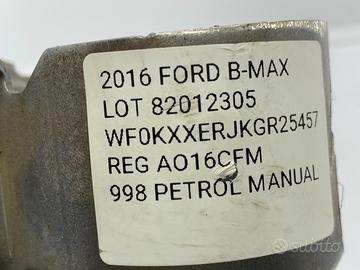 2016 FORD B-MAX
LOT 82012305
WF0KXXERJKGR25457
REG AO16CFM
998 PETROL MANUAL
subito